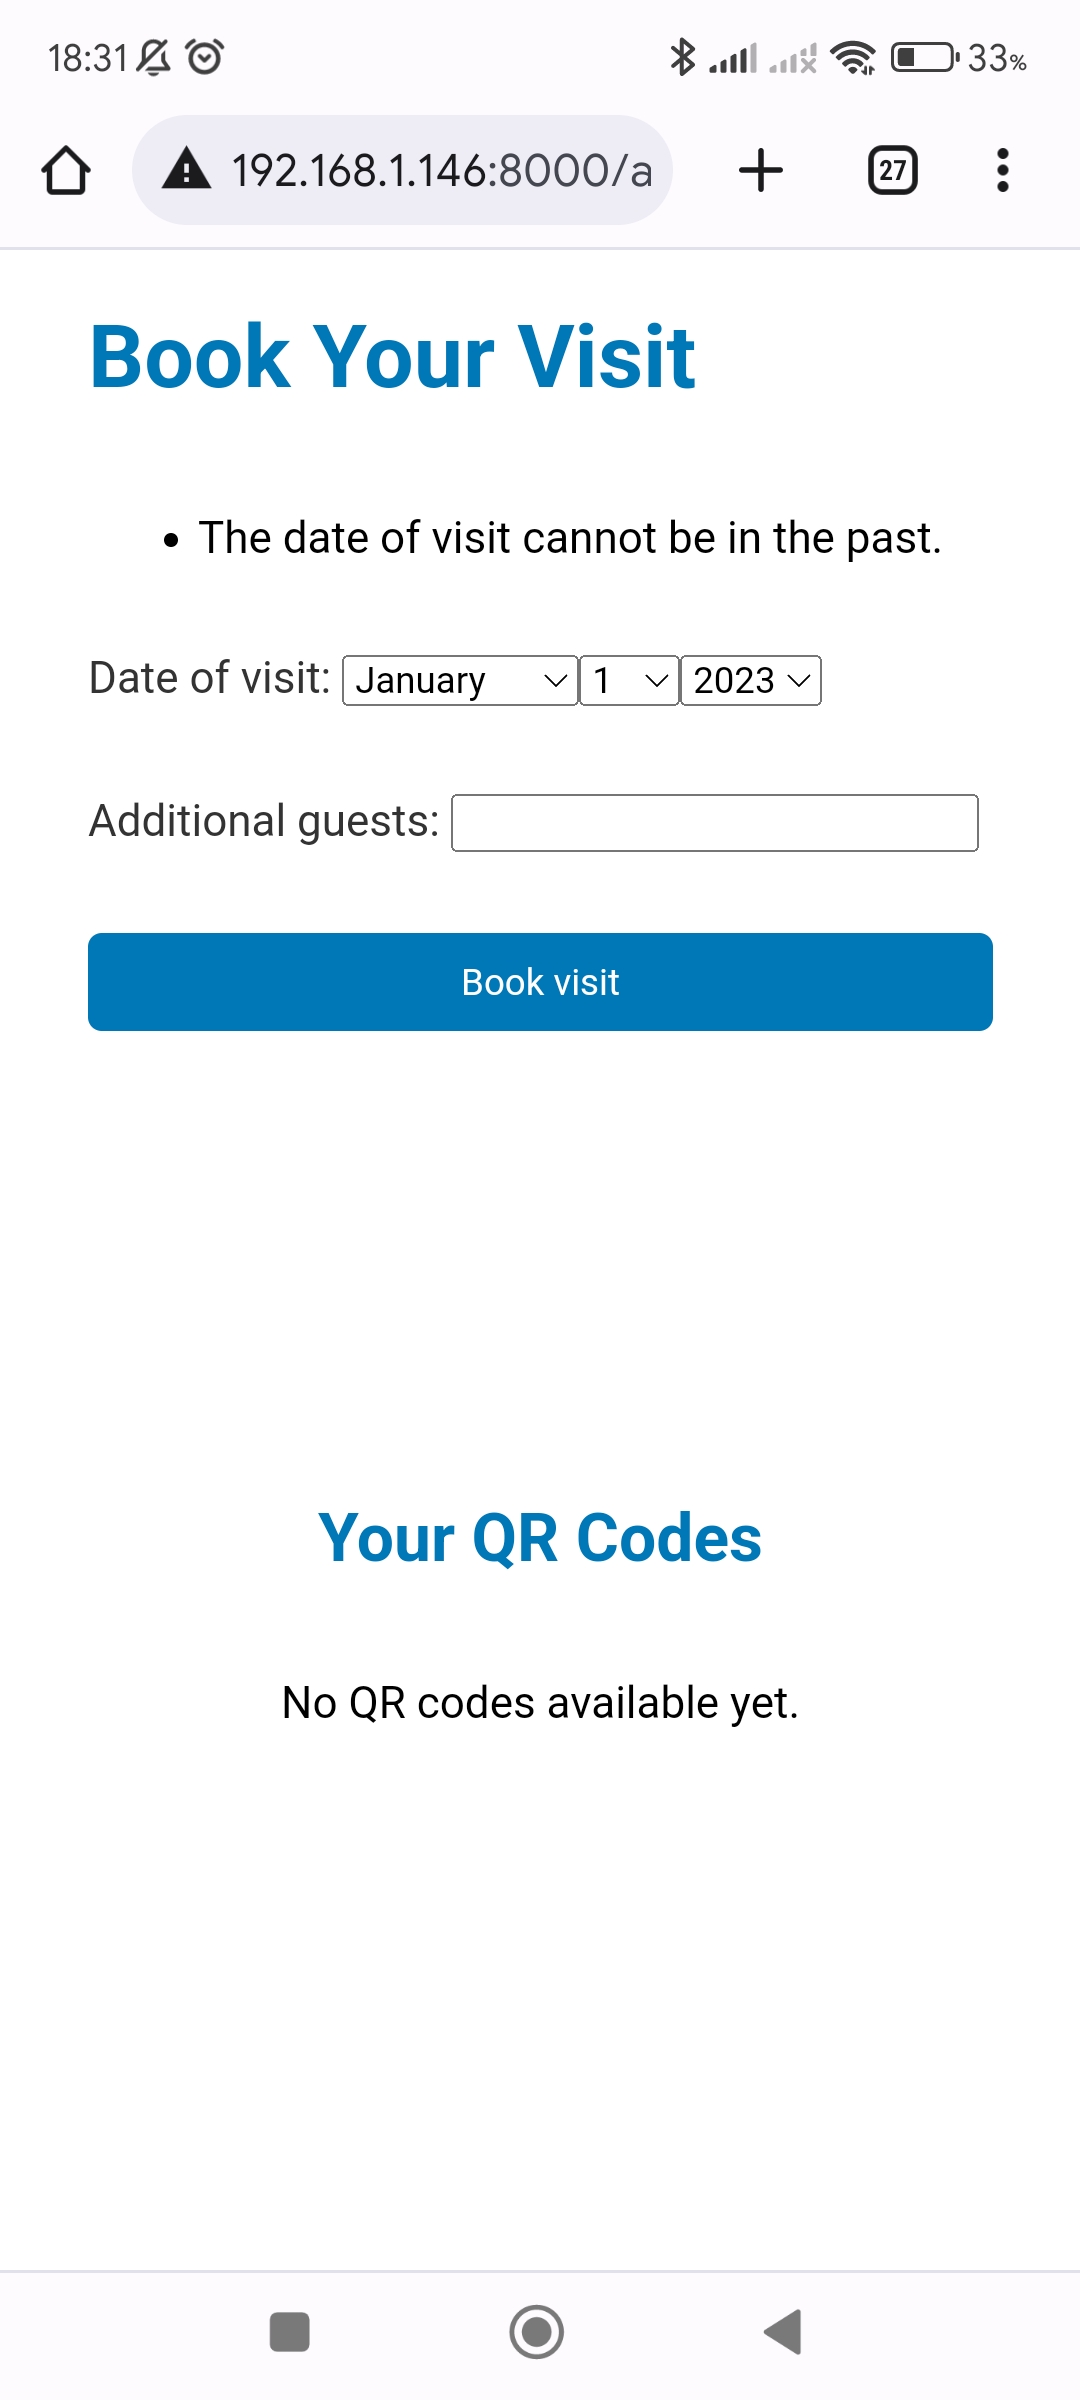 18:31 33%
192.168.1.146:8000/a 27
Book Your Visit
The date of visit cannot be in the past.
Date of visit: January 1 2023
Additional guests:
Book visit
Your QR Codes
No QR codes available yet.